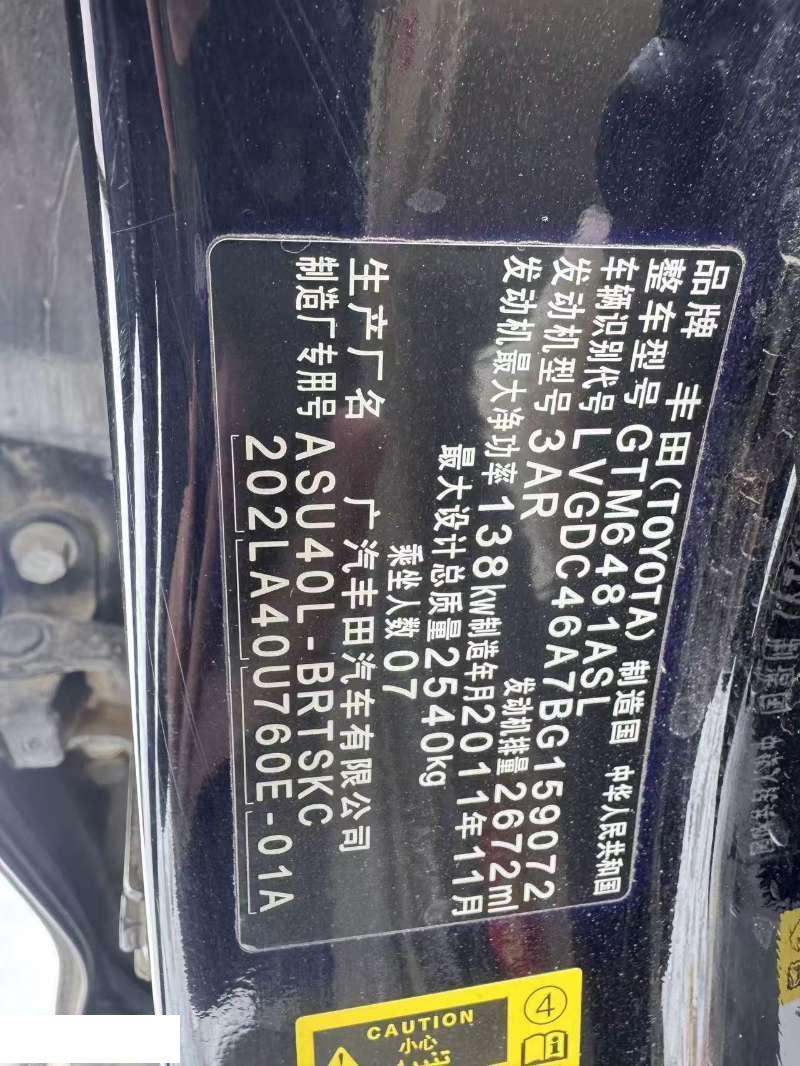 品牌 丰田(TOYOTA) 制造国 中华人民共和国
整车型号 GTM6481ASL
车辆识别代号 LVGDC46A7BG159072
发动机型号 3AR 发动机排量 2672ml
发动机最大净功率 138kw 制造年月 2011年11月
最大设计总质量 2540kg
乘坐人数 07
生产厂名 广汽丰田汽车有限公司
制造厂专用号 ASU40L-BRTSKC
202LA40U760E-01A
④
CAUTION
小心